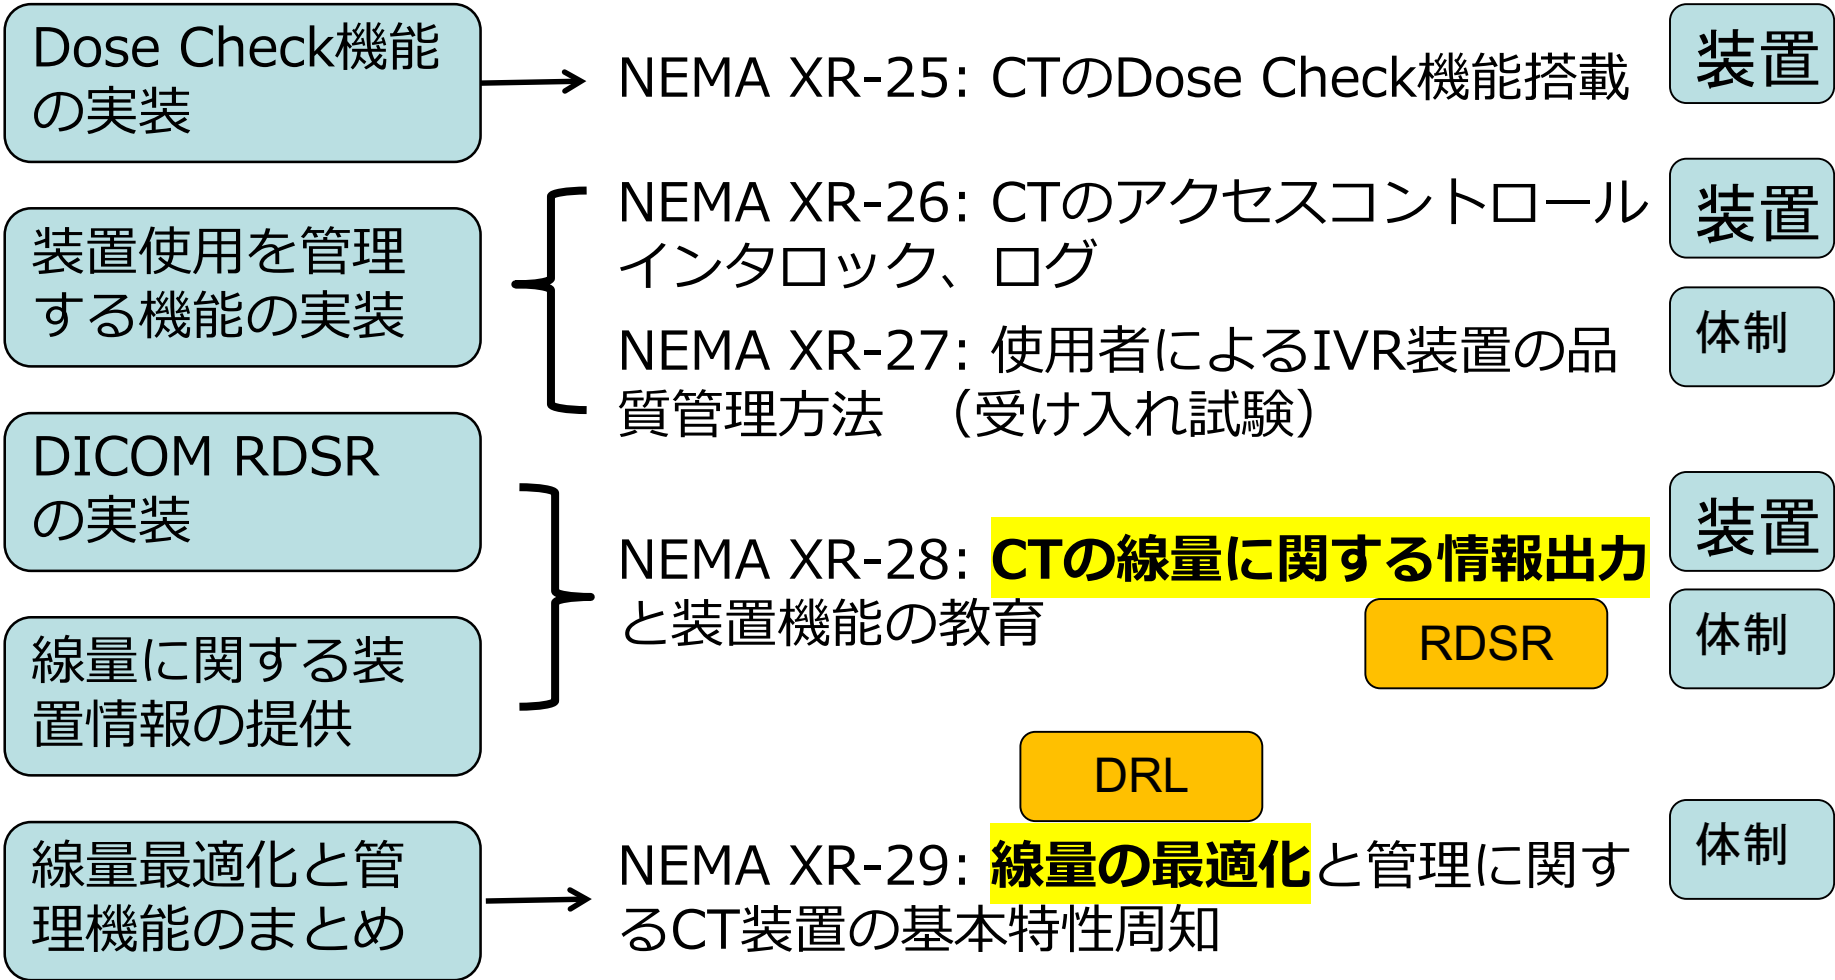 Dose Check機能
の実装
NEMA XR-25: CTのDose Check機能搭載
装置
装置使用を管理
する機能の実装
NEMA XR-26: CTのアクセスコントロール
インタロック、ログ
装置
NEMA XR-27: 使用者によるIVR装置の品
質管理方法　（受け入れ試験）
体制
DICOM RDSR
の実装
線量に関する装
置情報の提供
NEMA XR-28: CTの線量に関する情報出力
と装置機能の教育
RDSR
装置
体制
線量最適化と管
理機能のまとめ
DRL
NEMA XR-29: 線量の最適化と管理に関す
るCT装置の基本特性周知
体制